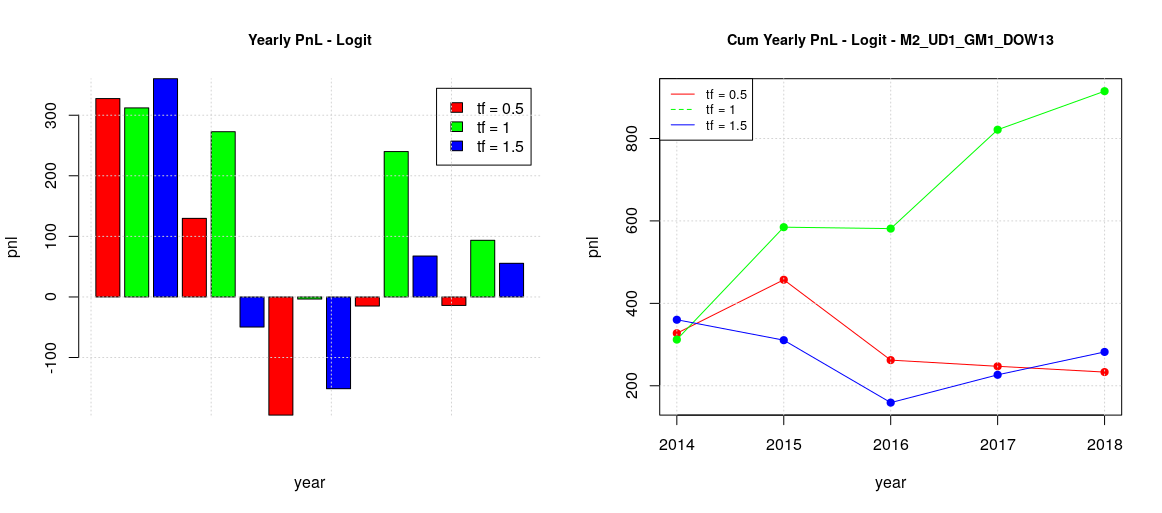 Yearly PnL - Logit
pnl
300
200
100
0
-100
tf = 0.5
tf = 1
tf = 1.5
year
Cum Yearly PnL - Logit - M2_UD1_GM1_DOW13
pnl
800
600
400
200
tf = 0.5
tf = 1
tf = 1.5
2014 2015 2016 2017 2018
year